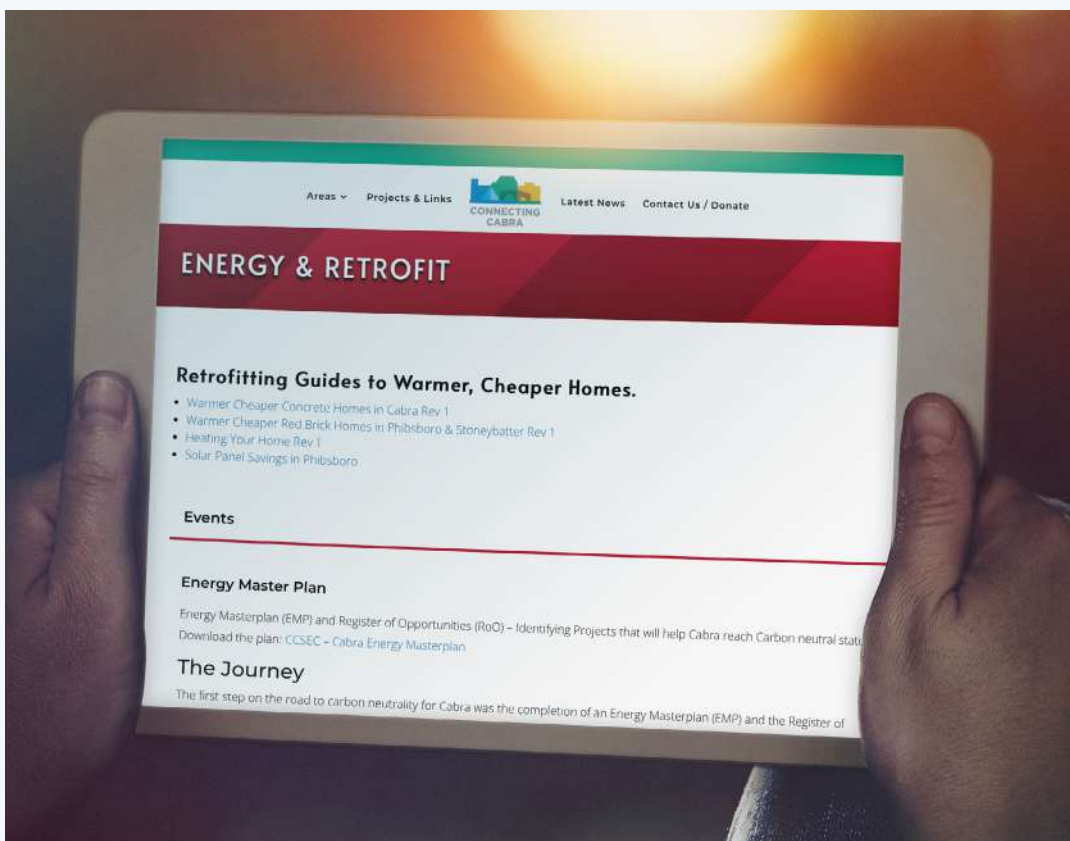 Areas
Projects & Links
CONNECTING
CABRA
Latest News
Contact Us / Donate
ENERGY & RETROFIT
Retrofitting Guides to Warmer, Cheaper Homes.
• Warmer Cheaper Concrete Homes in Cabra Rev 1
• Warmer Cheaper Red Brick Homes in Phibsboro & Stoneybatter Rev 1
• Heating Your Home Rev 1
• Solar Panel Savings in Phibsboro
Events
Energy Master Plan
Energy Masterplan (EMP) and Register of Opportunities (RoO) – Identifying Projects that will help Cabra reach Carbon neutral
Download the plan: CCSEC – Cabra Energy Masterplan
The Journey
The first step on the road to carbon neutrality for Cabra was the completion of an Energy Masterplan (EMP) and the Register of